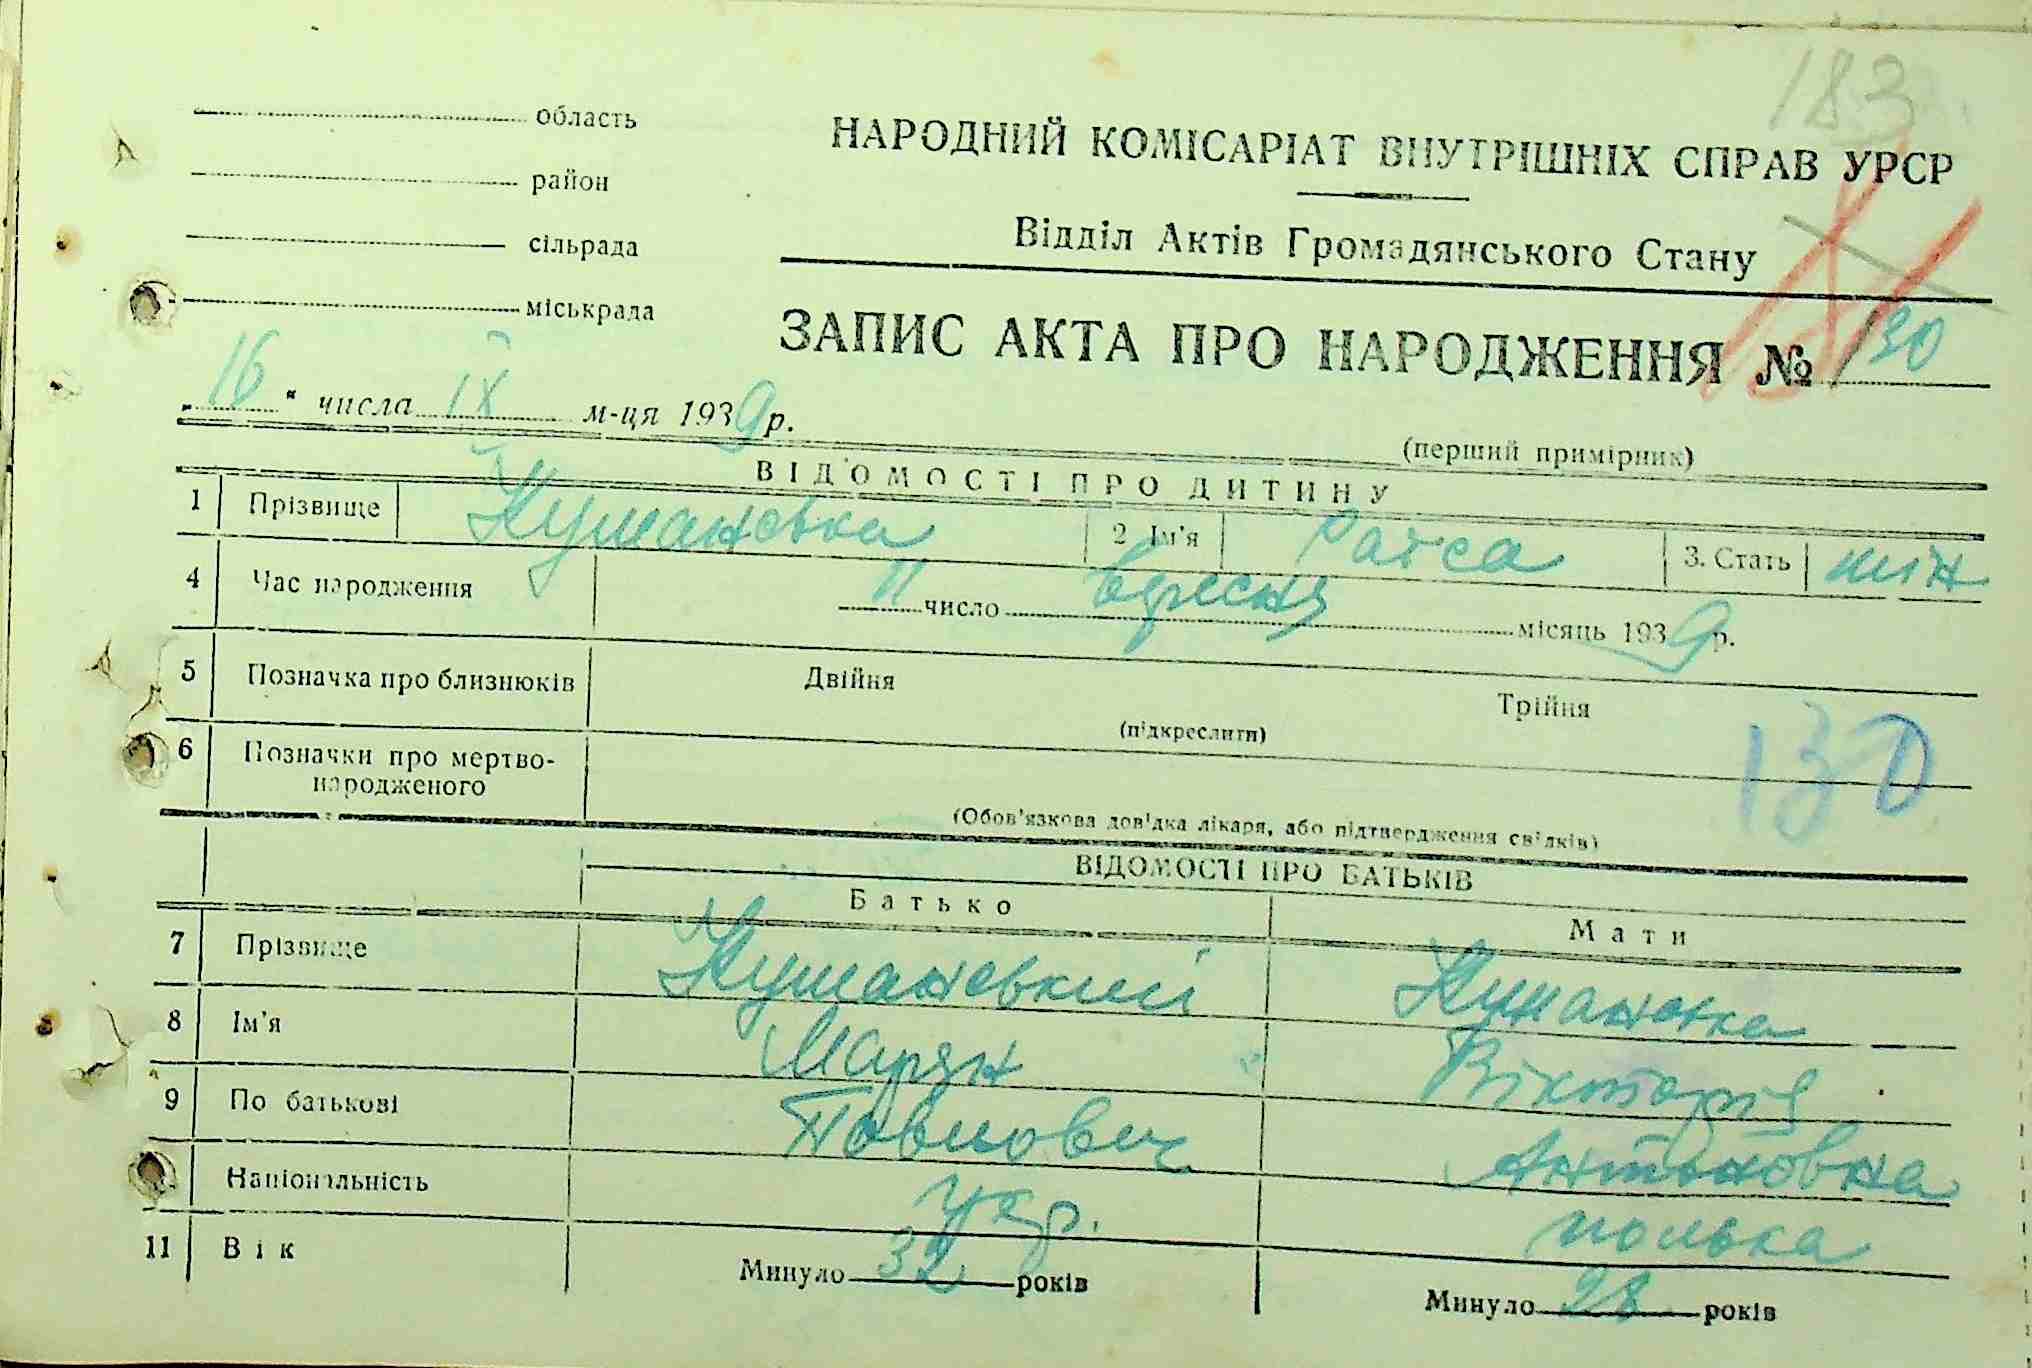 183
область
район
сільрада
міськрада
НАРОДНИЙ КОМІСАРІАТ ВНУТРІШНІХ СПРАВ УРСР
Відділ Актів Громадянського Стану
ЗАПИС АКТА ПРО НАРОДЖЕННЯ № 130
„ 16 " числа IX м-ця 1939 р.
(перший примірник)
ВІДОМОСТІ ПРО ДИТИНУ
1 Прізвище Кумановка 2 Ім'я Раїса 3. Стать жін
4 Час народження 11 число вересня місяць 1939 р.
5 Позначка про близнюків Двійня Трійня
(підкреслити)
6 Позначки про мертво-
народженого
130
(Обов'язкова довідка лікаря, або підтвердження свідків)
ВІДОМОСТІ ПРО БАТЬКІВ
Батько Мати
7 Прізвище Кумановкий Кумановка
8 Ім'я Марян Вікторія
9 По батькові Павлович Антоновна
Національність укр. полька
11 Вік Минуло 32 років Минуло 28 років